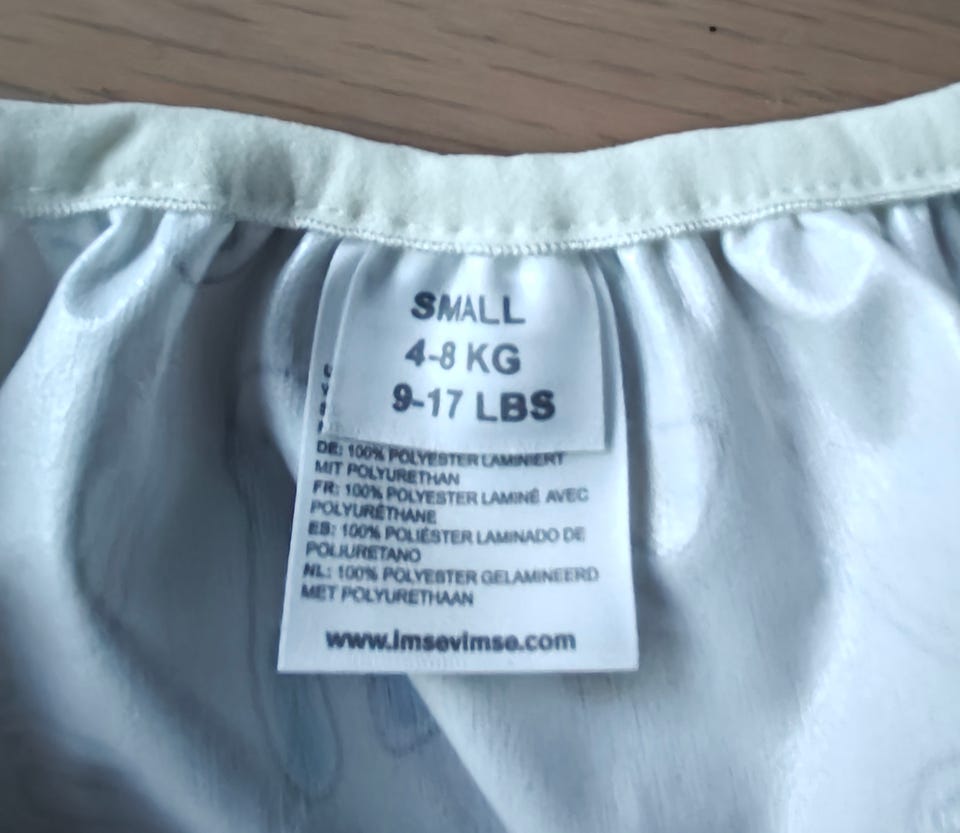 SMALL
4-8 KG
9-17 LBS
DE: 100% POLYESTER LAMINIERT
MIT POLYURETHAN
FR: 100% POLYESTER LAMINÉ AVEC
POLYURÉTHANE
ES: 100% POLIÉSTER LAMINADO DE
POLIURETANO
NL: 100% POLYESTER GELAMINEERD
MET POLYURETHAAN
www.imsevimse.com